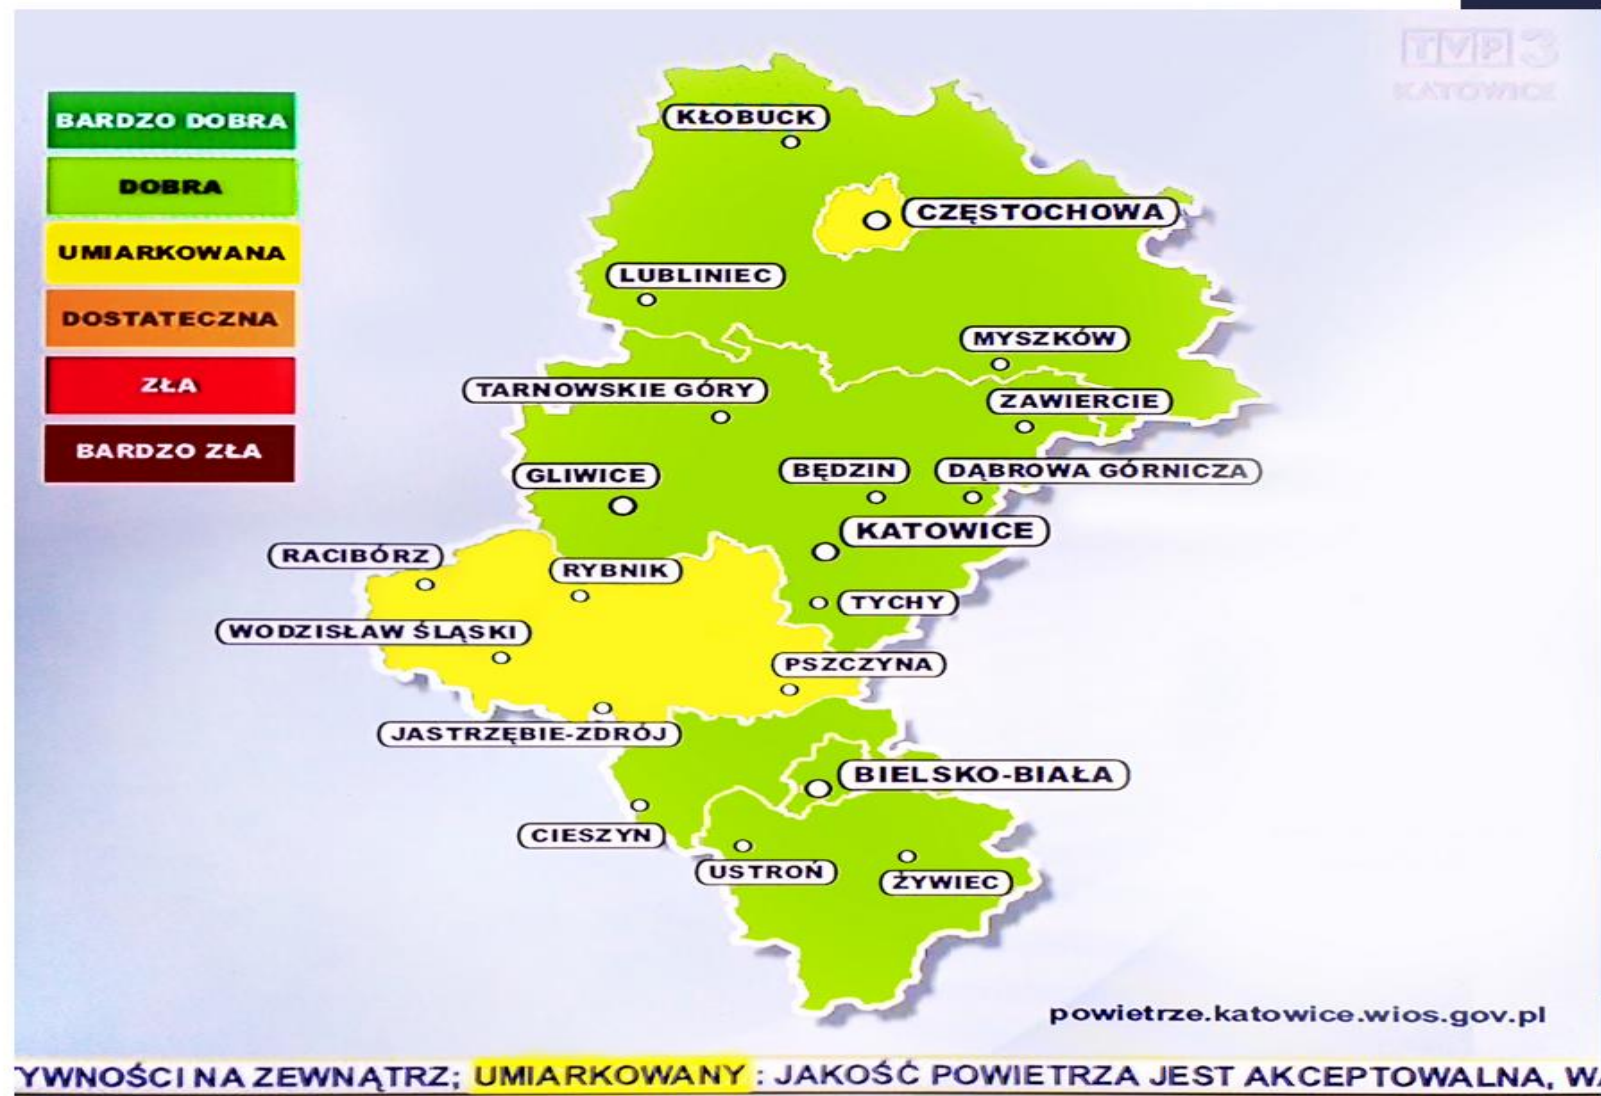 TVP 3
KATOWICE
BARDZO DOBRA
DOBRA
UMIARKOWANA
DOSTATECZNA
ZŁA
BARDZO ZŁA
KŁOBUCK
CZĘSTOCHOWA
LUBLINIEC
MYSZKÓW
TARNOWSKIE GÓRY
ZAWIERCIE
GLIWICE
BĘDZIN
DĄBROWA GÓRNICZA
KATOWICE
RACIBÓRZ
RYBNIK
TYCHY
WODZISŁAW ŚLĄSKI
PSZCZYNA
JASTRZĘBIE-ZDRÓJ
BIELSKO-BIAŁA
CIESZYN
USTROŃ
ŻYWIEC
powietrze.katowice.wios.gov.pl
YWNOŚCI NA ZEWNĄTRZ; UMIARKOWANY : JAKOŚĆ POWIETRZA JEST AKCEPTOWALNA,